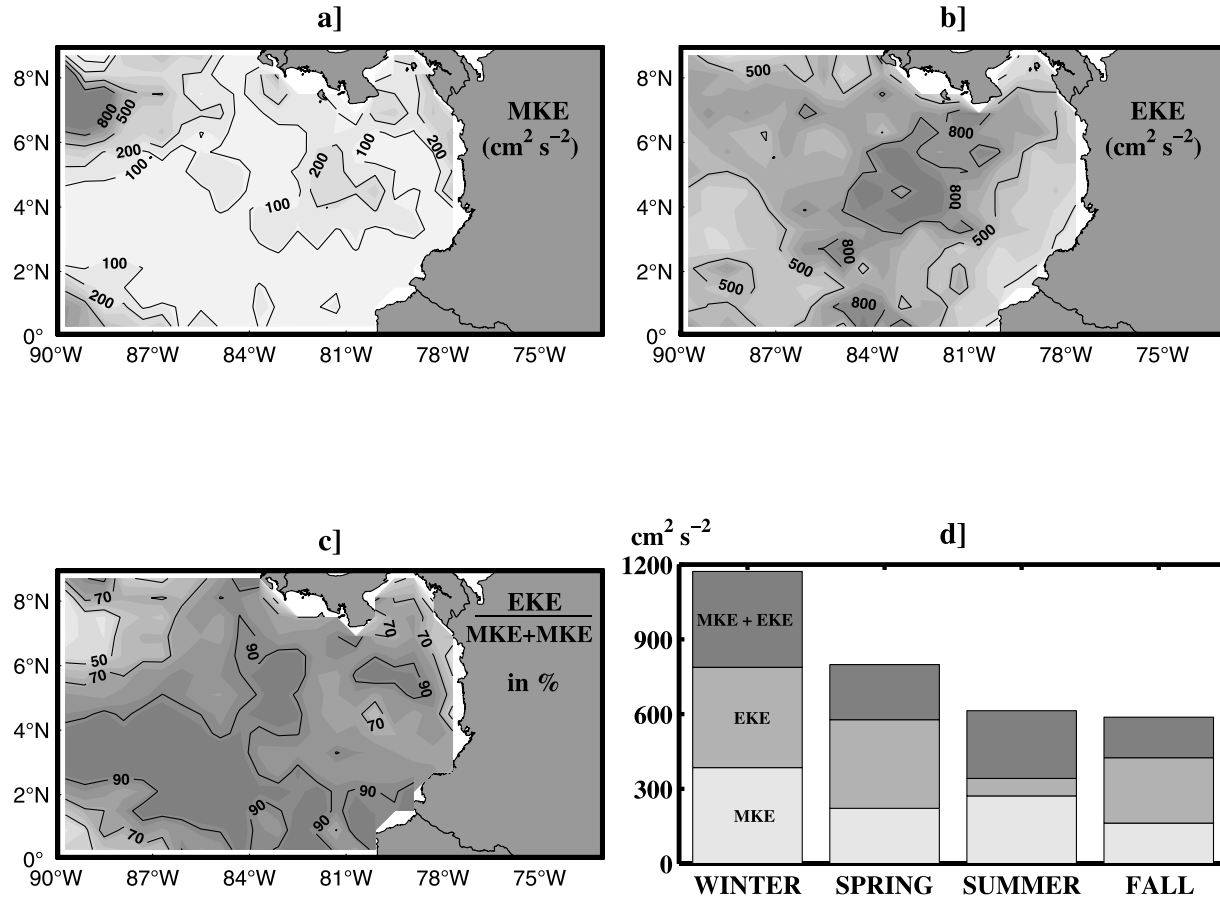 a]
MKE
(cm² s⁻²)
8°N
6°N
4°N
2°N
0°
90°W 87°W 84°W 81°W 78°W 75°W
800
500
200
100
100
200
100
200
200
100
100
b]
EKE
(cm² s⁻²)
8°N
6°N
4°N
2°N
0°
90°W 87°W 84°W 81°W 78°W 75°W
500
800
800
500
800
500
500
800
c]
EKE
MKE+MKE
in %
8°N
6°N
4°N
2°N
0°
90°W 87°W 84°W 81°W 78°W 75°W
70
70
70
90
50
70
90
70
90
90
90
90
70
d]
cm² s⁻²
1200
900
600
300
0
MKE + EKE
EKE
MKE
WINTER SPRING SUMMER FALL